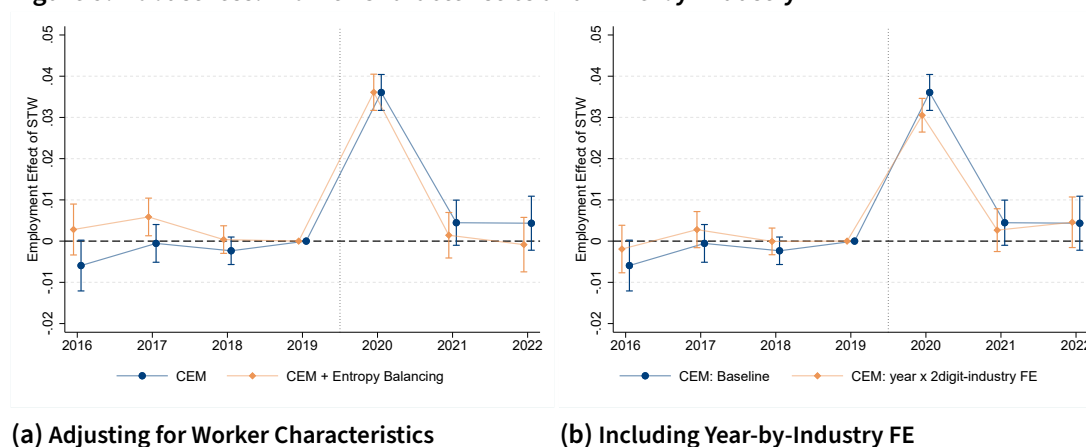 Employment Effect of STW
.05
.04
.03
.02
.01
0
-.01
-.02
2016 2017 2018 2019 2020 2021 2022
CEM CEM + Entropy Balancing
(a) Adjusting for Worker Characteristics
Employment Effect of STW
.05
.04
.03
.02
.01
0
-.01
-.02
2016 2017 2018 2019 2020 2021 2022
CEM: Baseline CEM: year x 2digit-industry FE
(b) Including Year-by-Industry FE